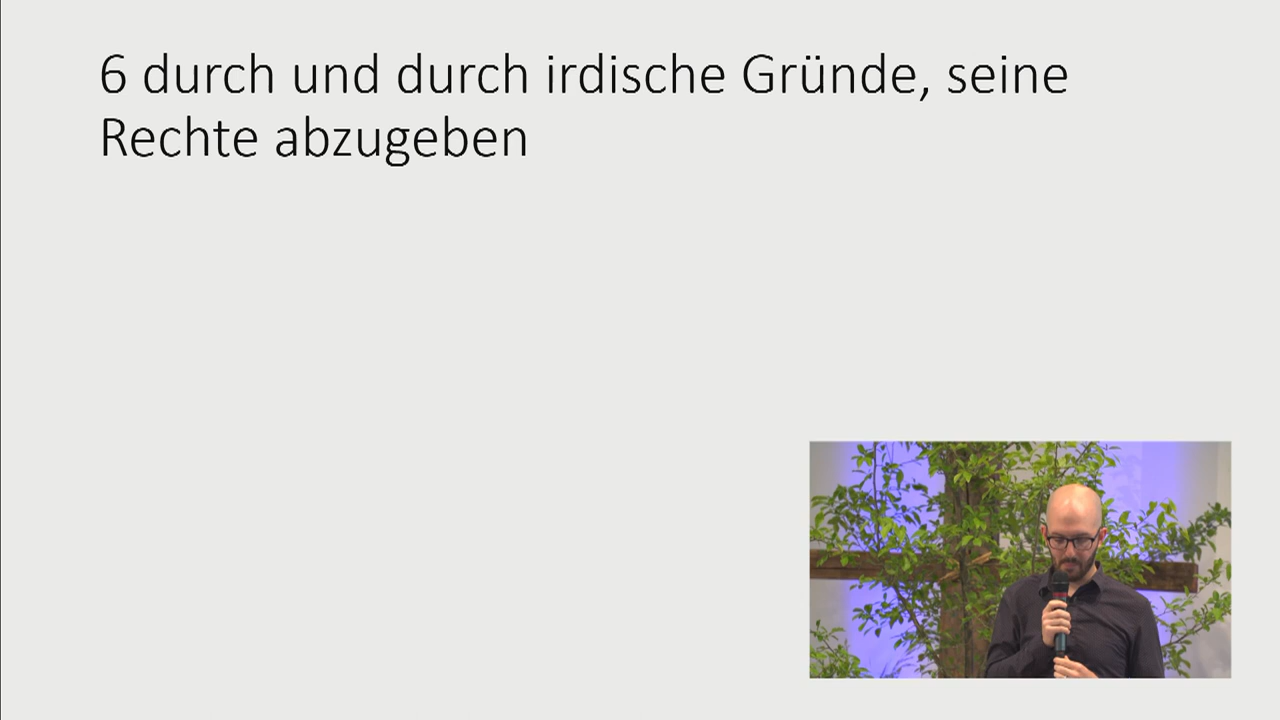 6 durch und durch irdische Gründe, seine
Rechte abzugeben